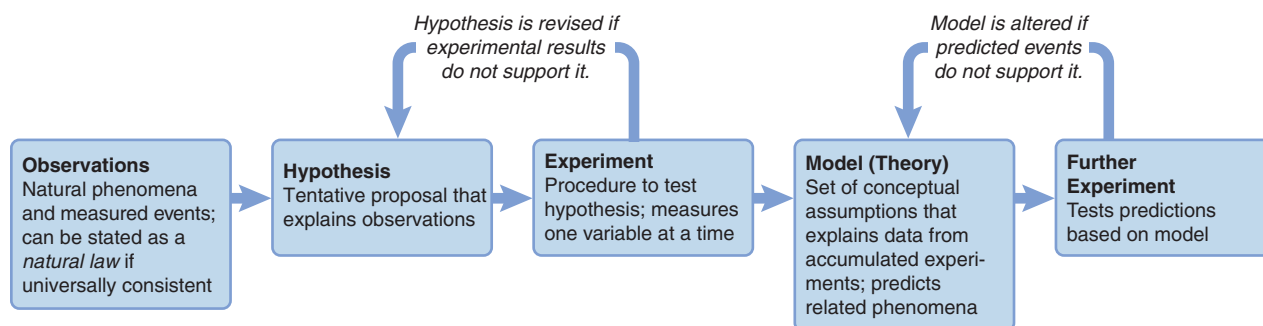 Hypothesis is revised if
experimental results
do not support it.
Model is altered if
predicted events
do not support it.
Observations
Natural phenomena
and measured events;
can be stated as a
natural law if
universally consistent
Hypothesis
Tentative proposal that
explains observations
Experiment
Procedure to test
hypothesis; measures
one variable at a time
Model (Theory)
Set of conceptual
assumptions that
explains data from
accumulated experi-
ments; predicts
related phenomena
Further
Experiment
Tests predictions
based on model